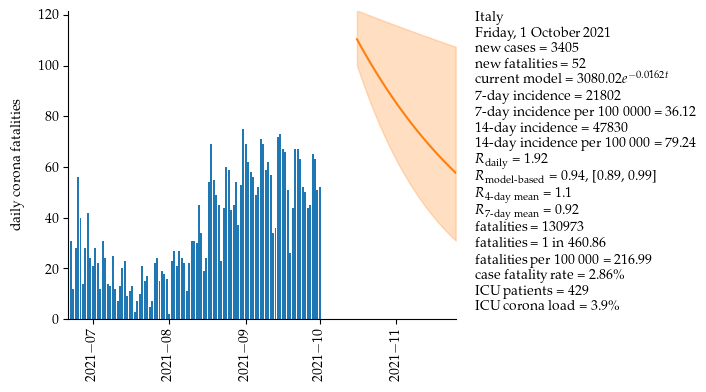 120
100
80
60
40
20
0
daily corona fatalities
2021−07
2021−08
2021−09
2021−10
2021−11
Italy
Friday, 1 October 2021
new cases = 3405
new fatalities = 52
current model = 3080.02e^{−0.0162t}
7-day incidence = 21802
7-day incidence per 100 0000 = 36.12
14-day incidence = 47830
14-day incidence per 100 000 = 79.24
R_daily = 1.92
R_model-based = 0.94, [0.89, 0.99]
R_4-day mean = 1.1
R_7-day mean = 0.92
fatalities = 130973
fatalities = 1 in 460.86
fatalities per 100 000 = 216.99
case fatality rate = 2.86%
ICU patients = 429
ICU corona load = 3.9%